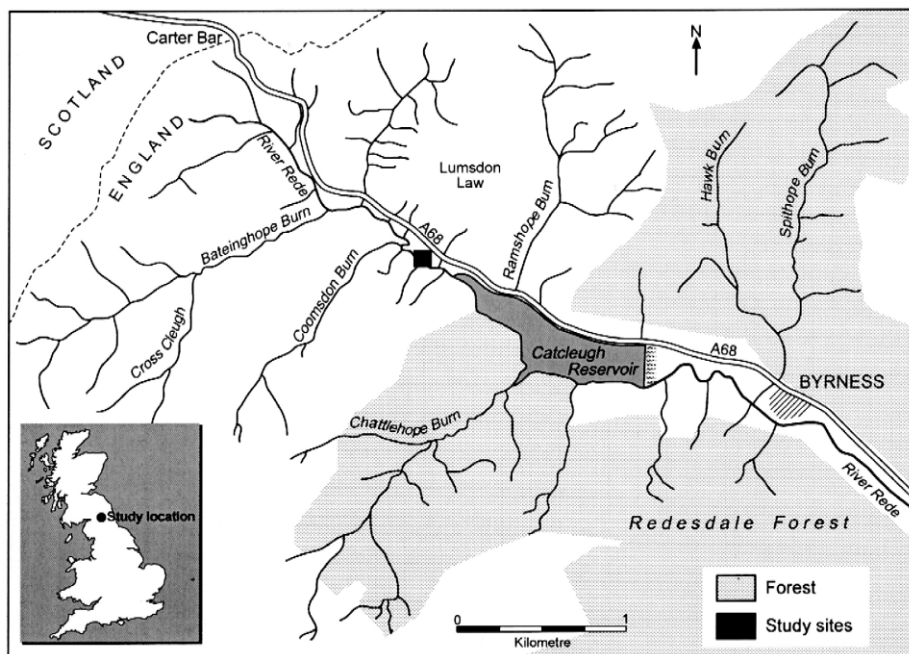 Carter Bar
SCOTLAND
ENGLAND
N
River Rede
Lumsdon
Law
Hawk Burn
Spithope Burn
Ramshope Burn
Bateinghope Burn
A68
Coomsdon Burn
Cross Cleugh
Catcleugh
Reservoir
A68
BYRNESS
Chattlehope Burn
River Rede
Study location
Redesdale Forest
Forest
Study sites
0
1
Kilometre